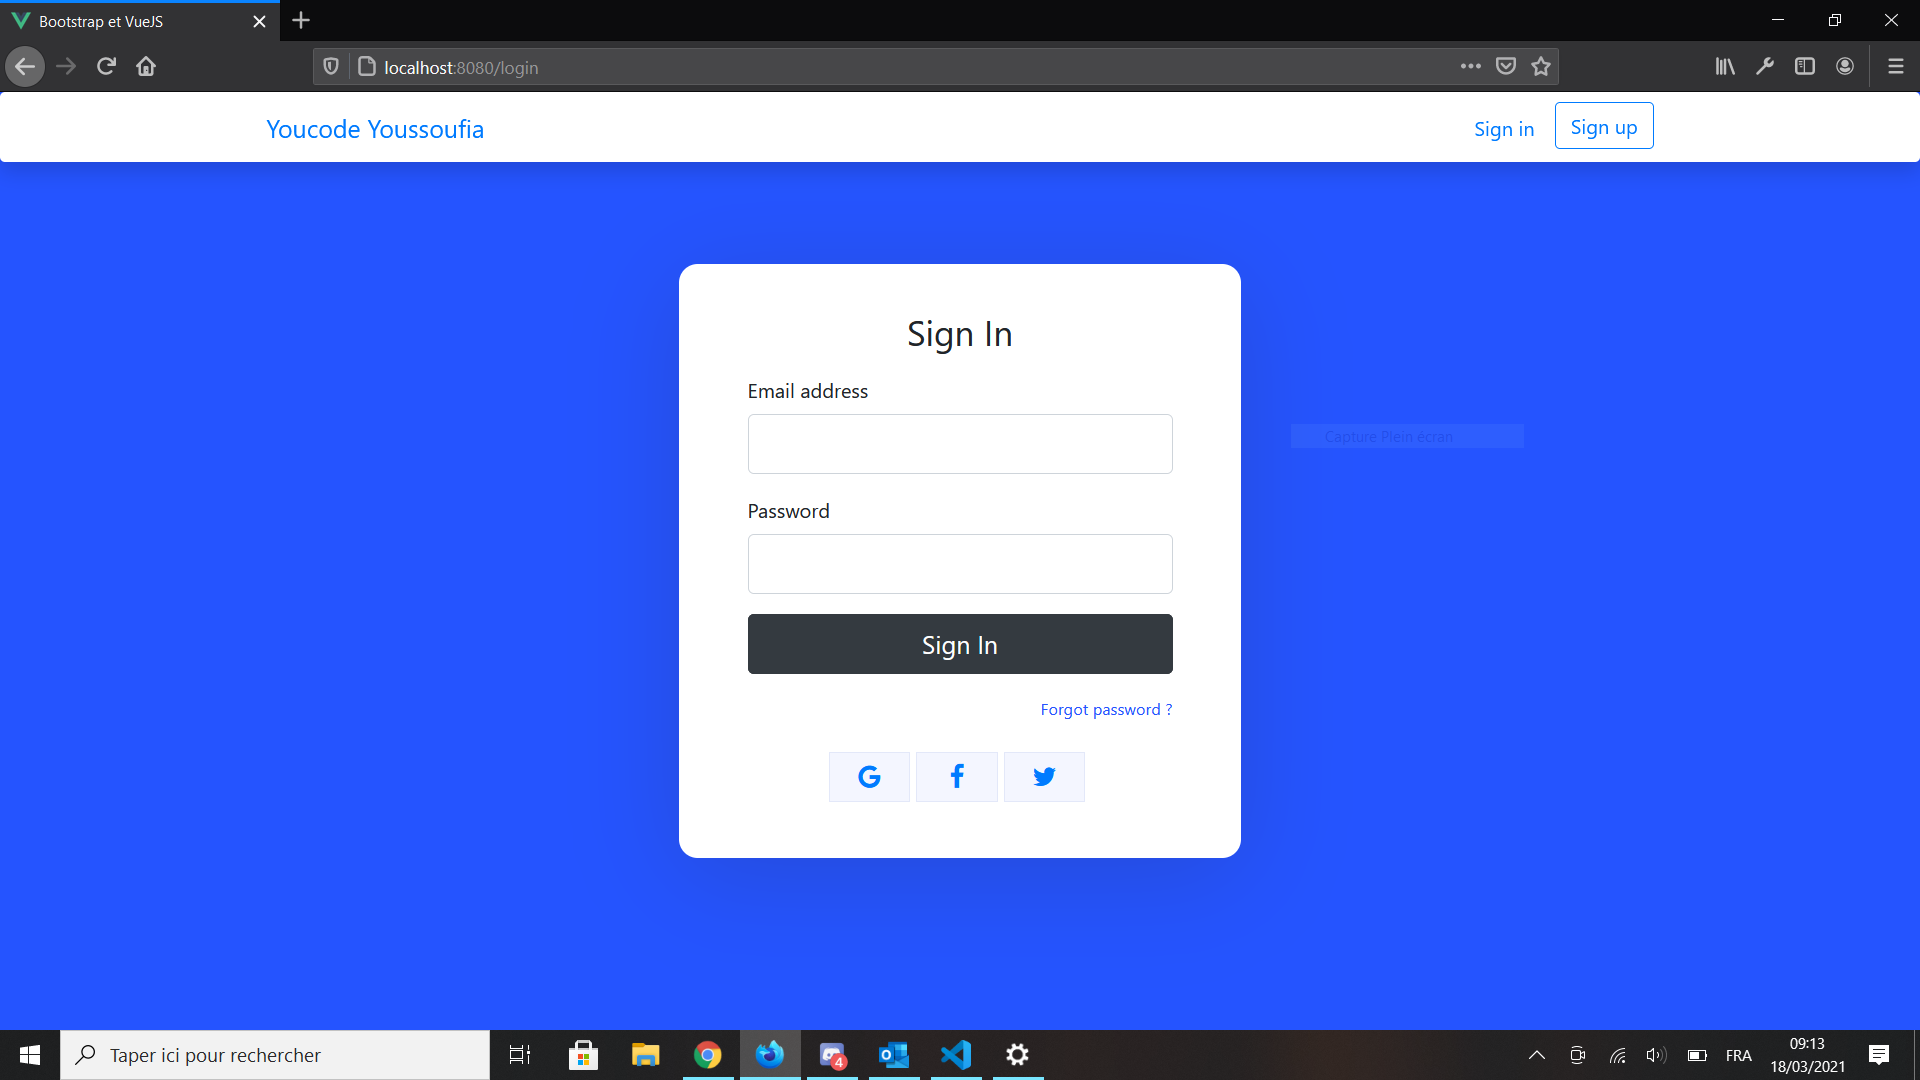 Bootstrap et VueJS
localhost:8080/login
Youcode Youssoufia
Sign in
Sign up
Sign In
Email address
Capture Plein écran
Password
Sign In
Forgot password ?
Taper ici pour rechercher
4
FRA
09:13
18/03/2021